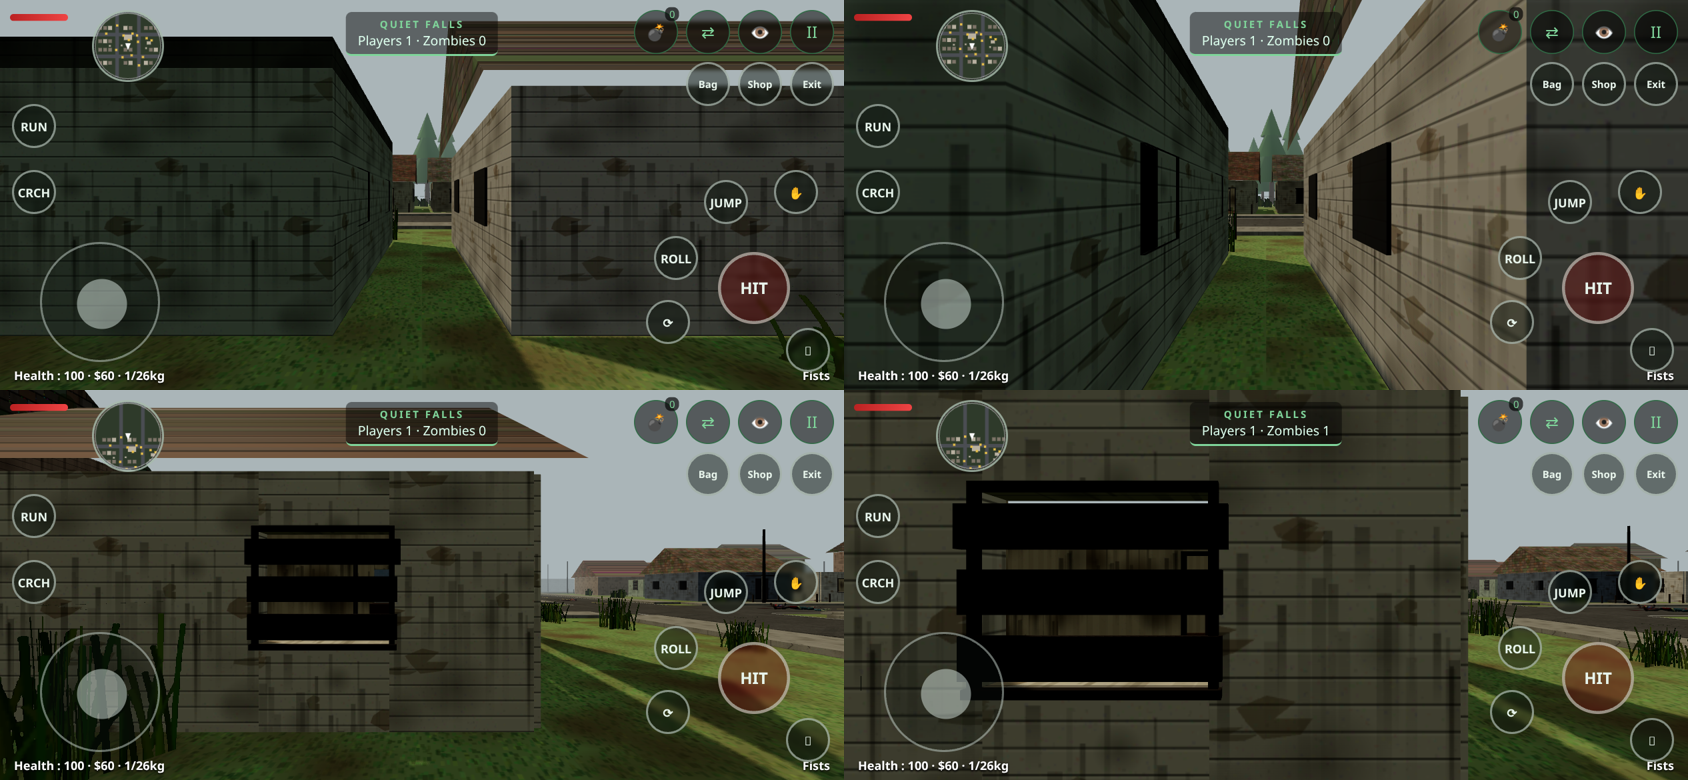 0
QUIET FALLS
Players 1 · Zombies 0
II
Bag
Shop
Exit
RUN
CRCH
JUMP
ROLL
HIT
Health : 100 · $60 · 1/26kg
Fists
0
QUIET FALLS
Players 1 · Zombies 0
II
Bag
Shop
Exit
RUN
CRCH
JUMP
ROLL
HIT
Health : 100 · $60 · 1/26kg
Fists
0
QUIET FALLS
Players 1 · Zombies 0
II
Bag
Shop
Exit
RUN
CRCH
JUMP
ROLL
HIT
Health : 100 · $60 · 1/26kg
Fists
0
QUIET FALLS
Players 1 · Zombies 1
II
Bag
Shop
Exit
RUN
CRCH
JUMP
ROLL
HIT
Health : 100 · $60 · 1/26kg
Fists